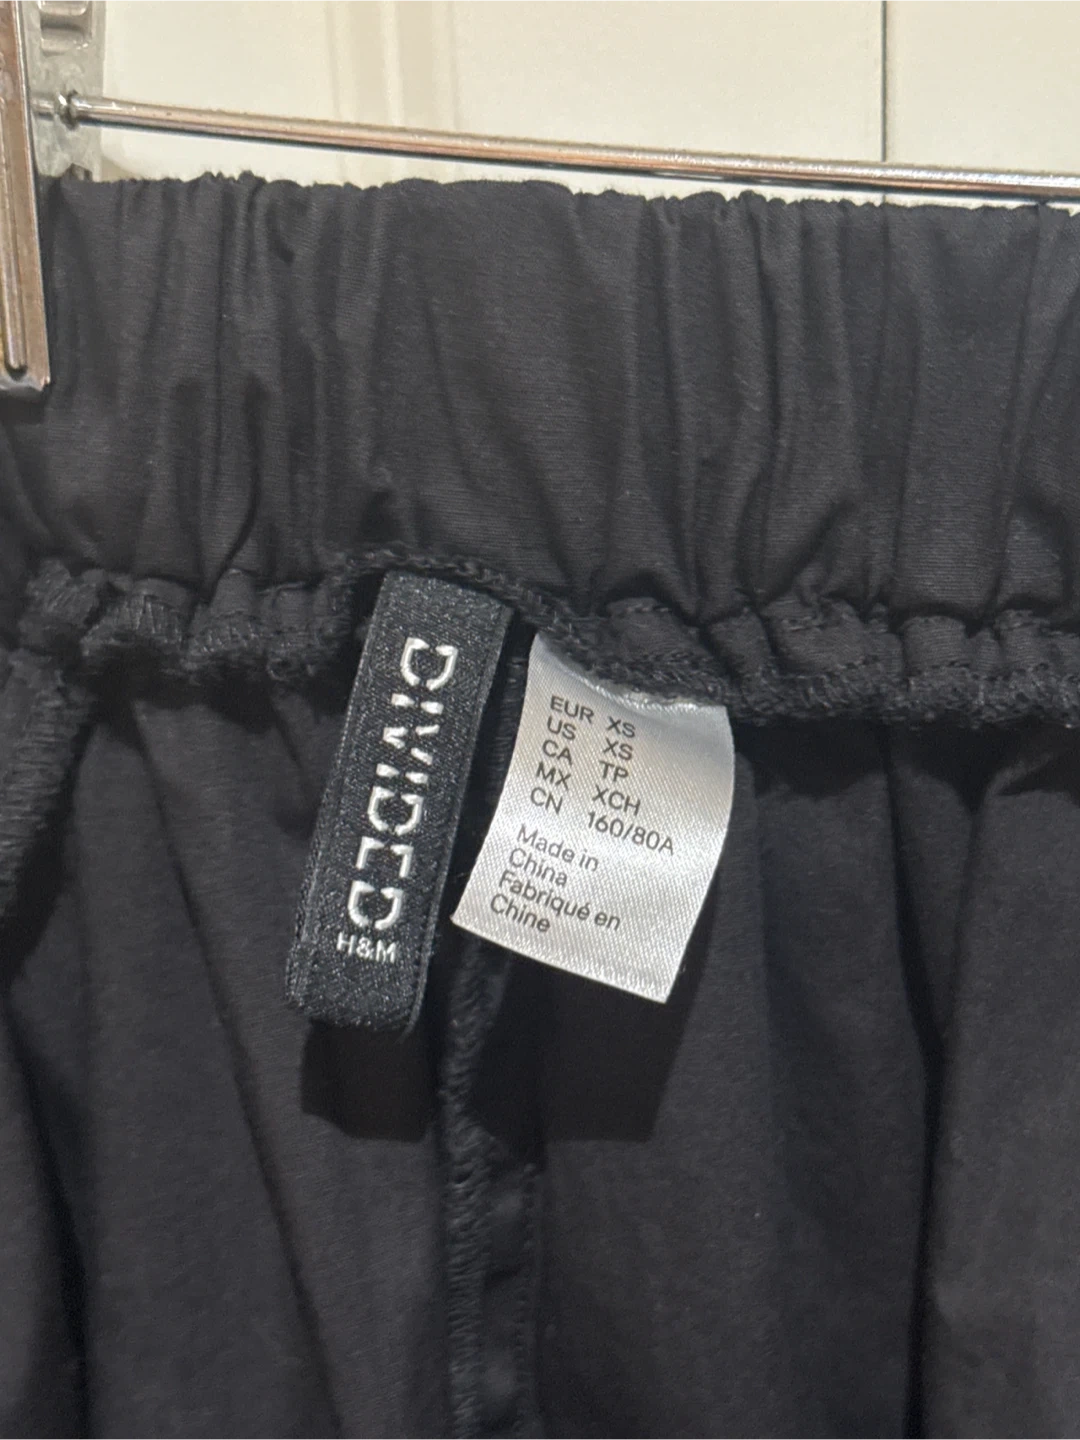 DIVIDED
H&M
EUR XS
US XS
CA TP
MX XCH
CN 160/80A
Made in
China
Fabriqué en
Chine